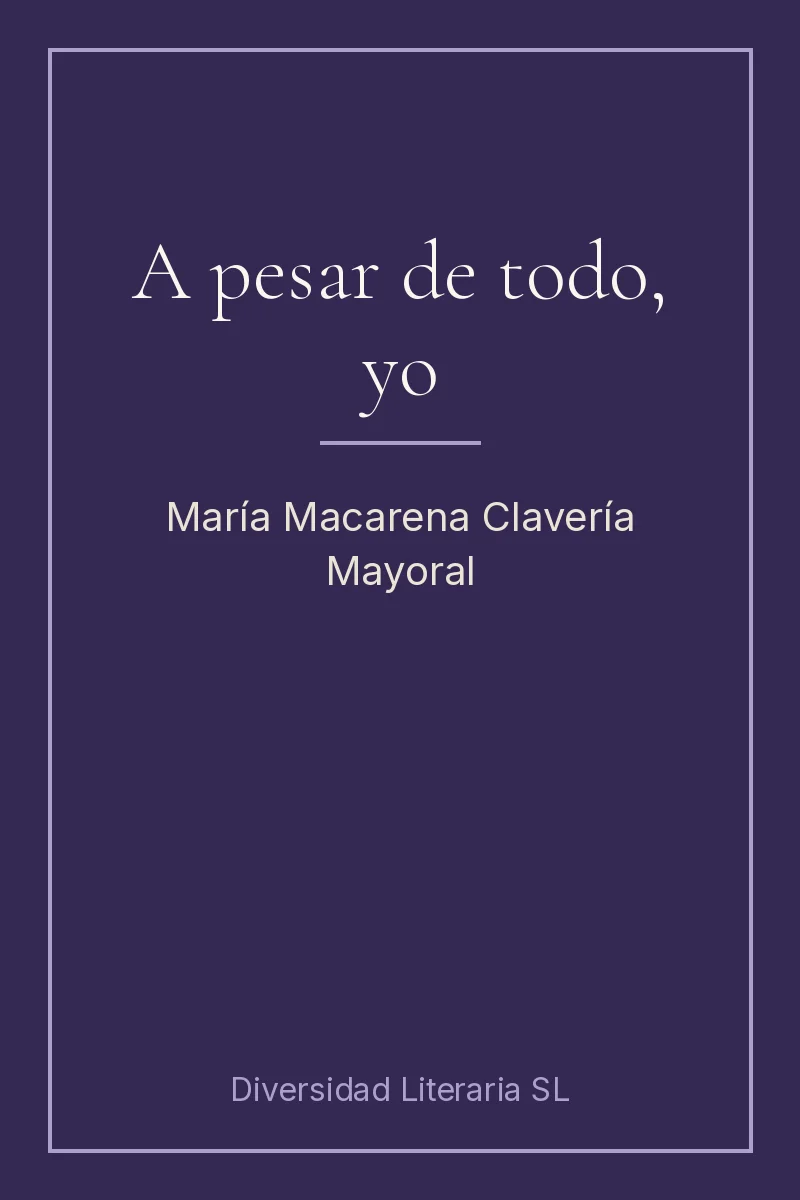 A pesar de todo,
yo
María Macarena Clavería
Mayoral
Diversidad Literaria SL